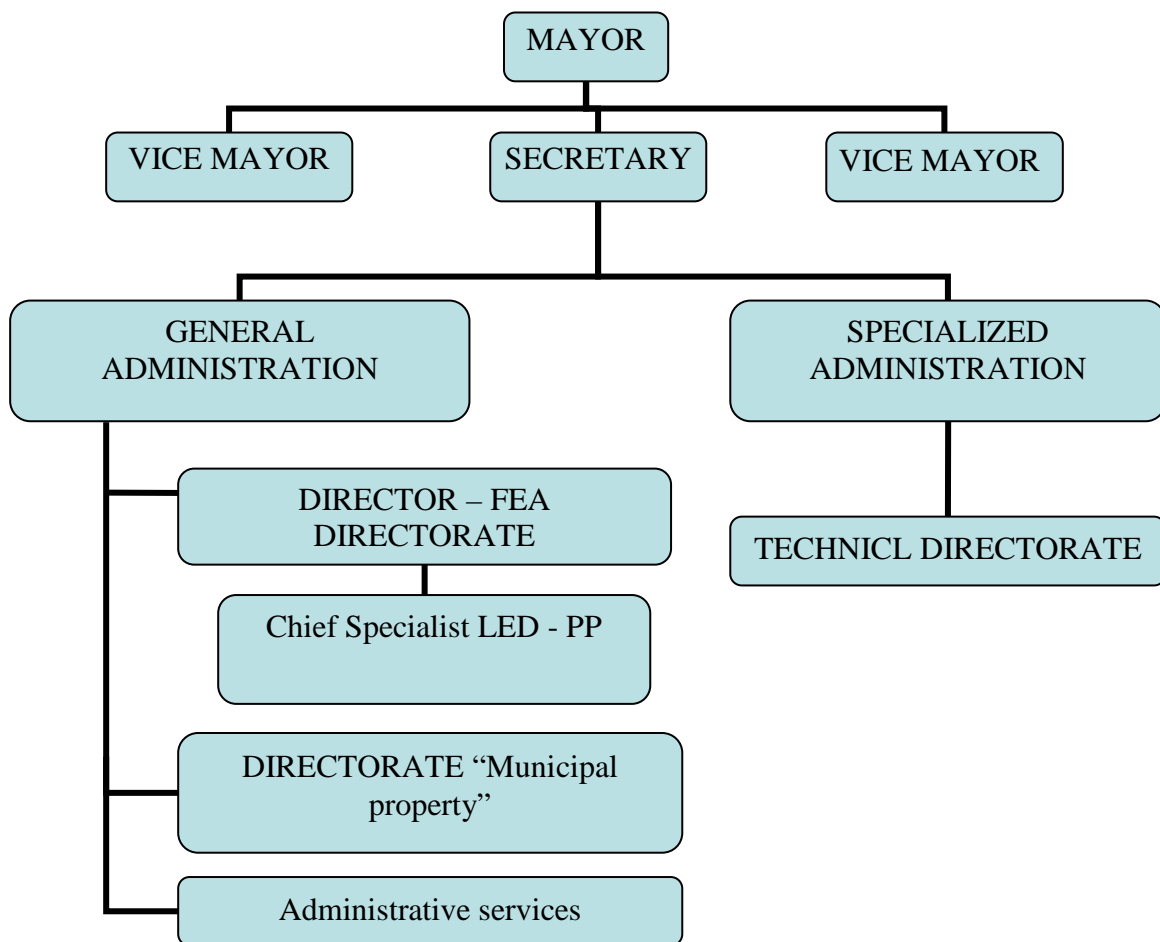 MAYOR
VICE MAYOR
SECRETARY
VICE MAYOR
GENERAL
ADMINISTRATION
SPECIALIZED
ADMINISTRATION
DIRECTOR – FEA
DIRECTORATE
TECHNICL DIRECTORATE
Chief Specialist LED - PP
DIRECTORATE “Municipal
property”
Administrative services